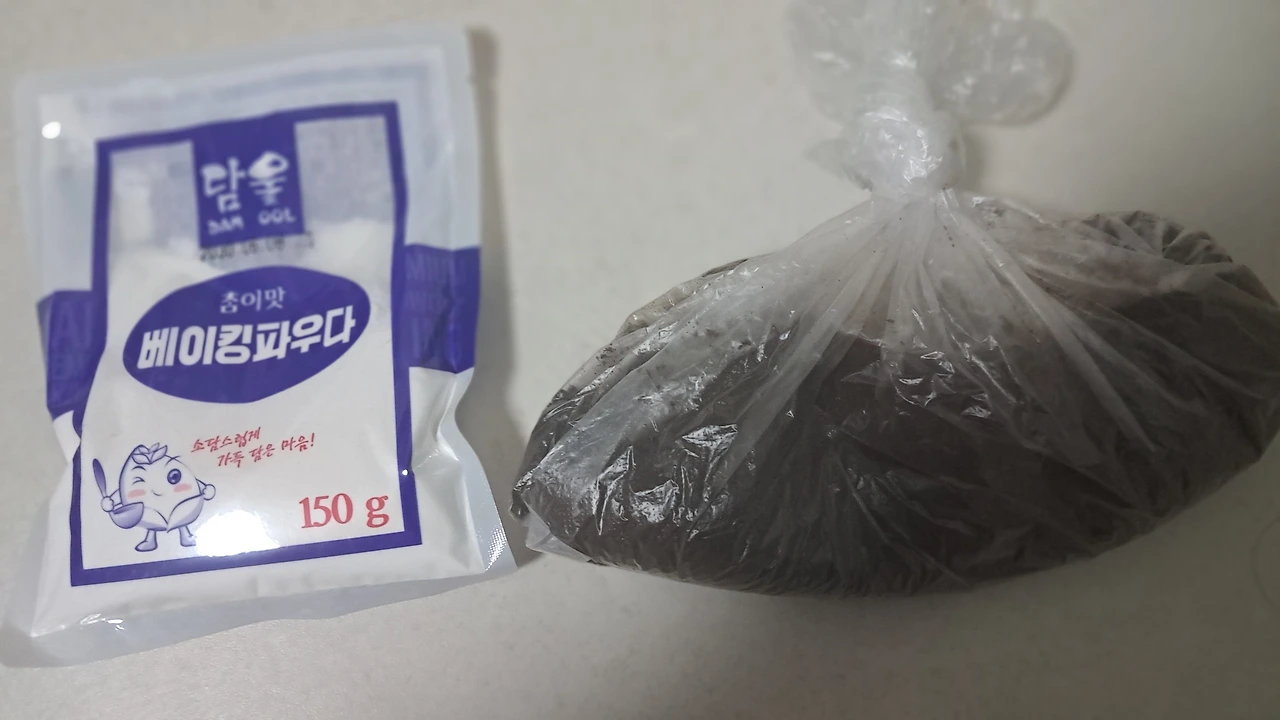 담울
DAM OOL
참이맛
베이킹파우다
소담스럽게
가득 담은 마음!
150 g